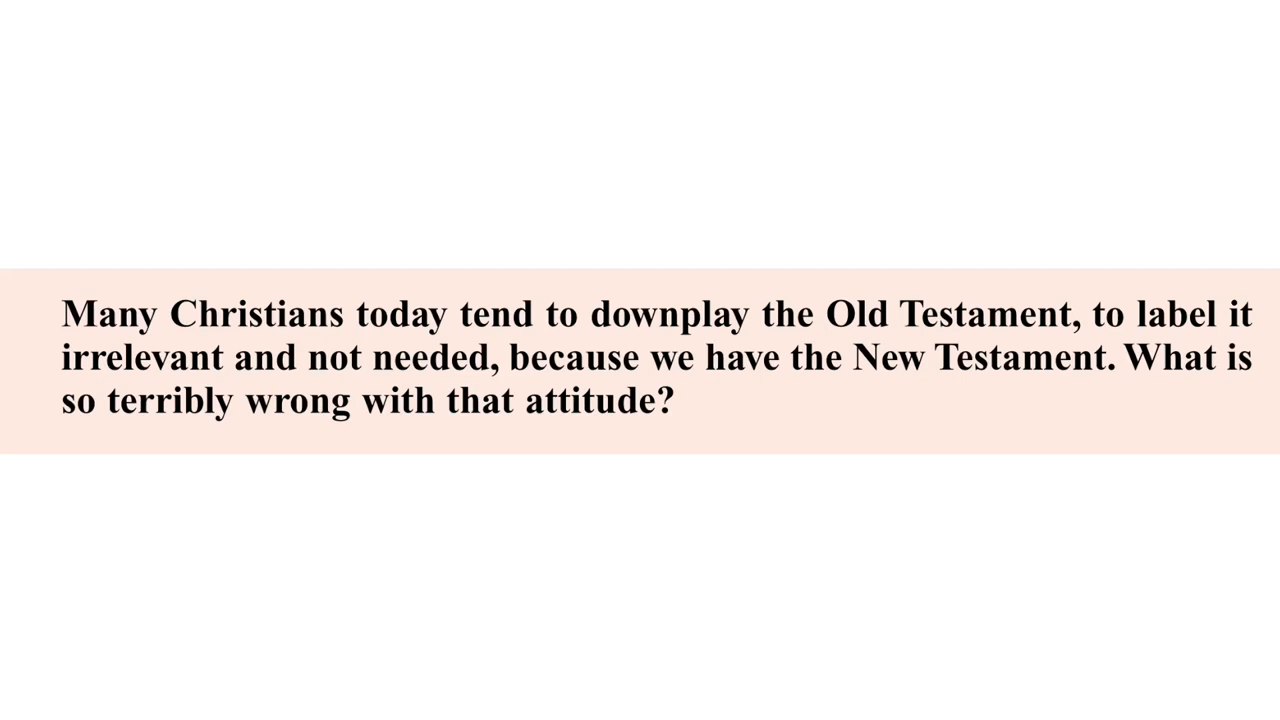 Many Christians today tend to downplay the Old Testament, to label it
irrelevant and not needed, because we have the New Testament. What is
so terribly wrong with that attitude?